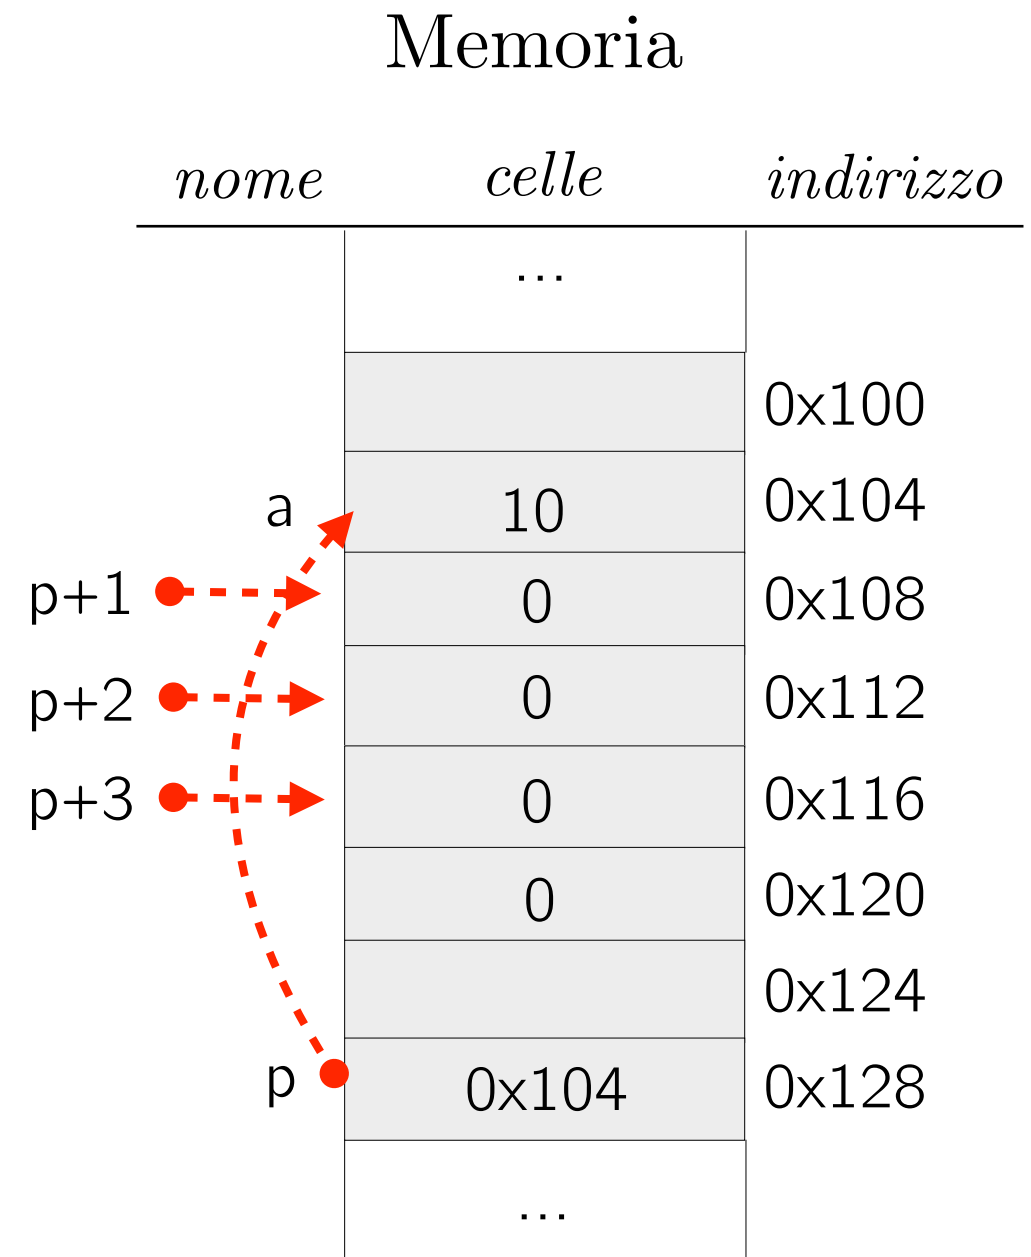 Memoria
nome celle indirizzo
...
0x100
a 10 0x104
p+1 0 0x108
p+2 0 0x112
p+3 0 0x116
0 0x120
0x124
p 0x104 0x128
...